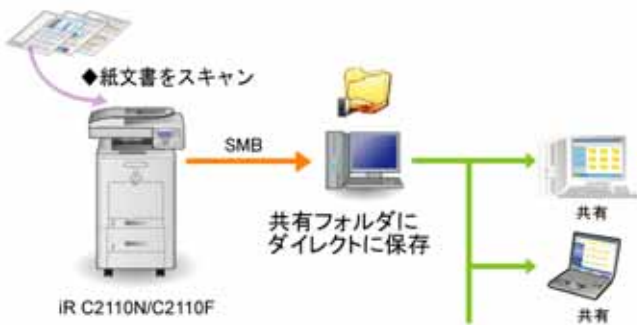 ◆紙文書をスキャン
SMB
共有フォルダに
ダイレクトに保存
共有
iR C2110N/C2110F
共有